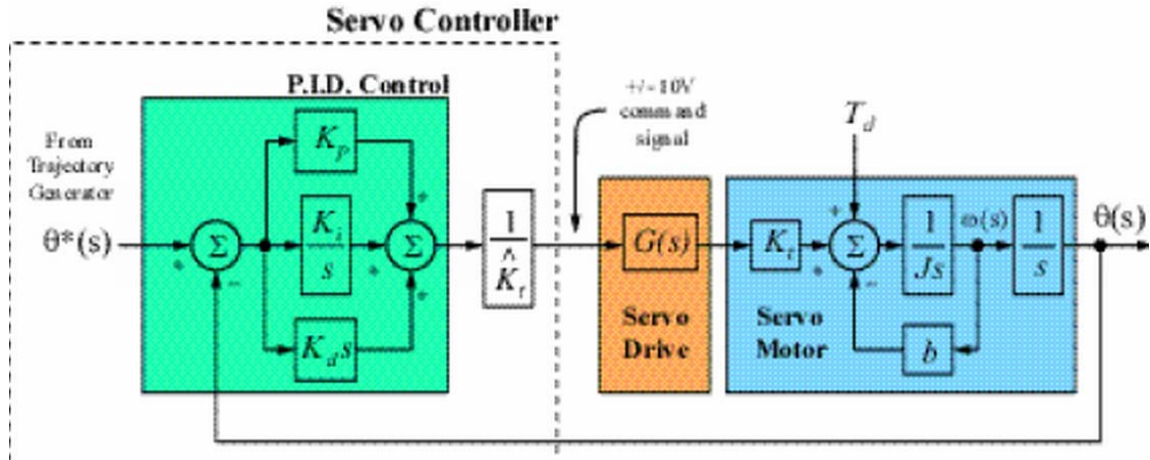 Servo Controller
P.I.D. Control
From
Trajectory
Generator
θ*(s)
+
Σ
−
K_p
K_i
s
K_d s
+
+
+
Σ
1
K̂_t
+/- 10V
command
signal
G(s)
Servo
Drive
T_d
K_t
+
+
−
Σ
1
Js
ω(s)
1
s
b
Servo
Motor
θ(s)